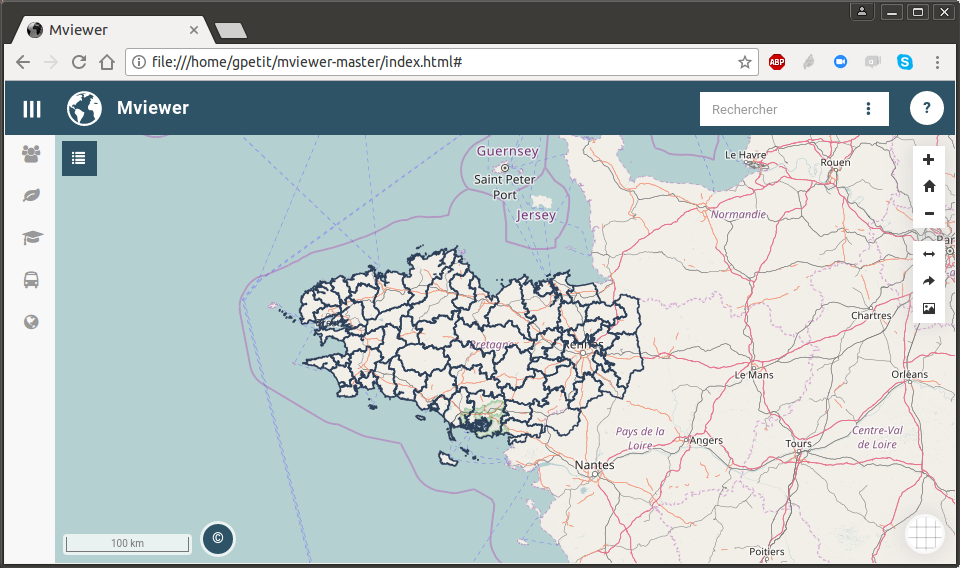 Mviewer
file:///home/gpetit/mviewer-master/index.html#
ABP
Mviewer
Rechercher
?
Guernsey
Saint Peter
Port
Jersey
Le Havre
Rouen
Normandie
Chartres
Bretagne
Rennes
Le Mans
Orléans
Pays de la
Loire
Angers
Centre-Val
de Loire
Tours
Nantes
Poitiers
100 km
©